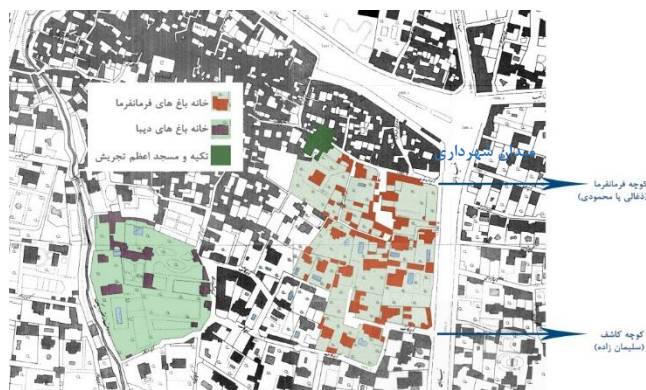 خانه باغ های فرمانفرما
خانه باغ های دیبا
تکیه و مسجد اعظم تجریش
میدان شهرداری
کوچه فرمانفرما
(ذغالی یا محمودی)
کوچه کاشف
(سلیمان زاده)